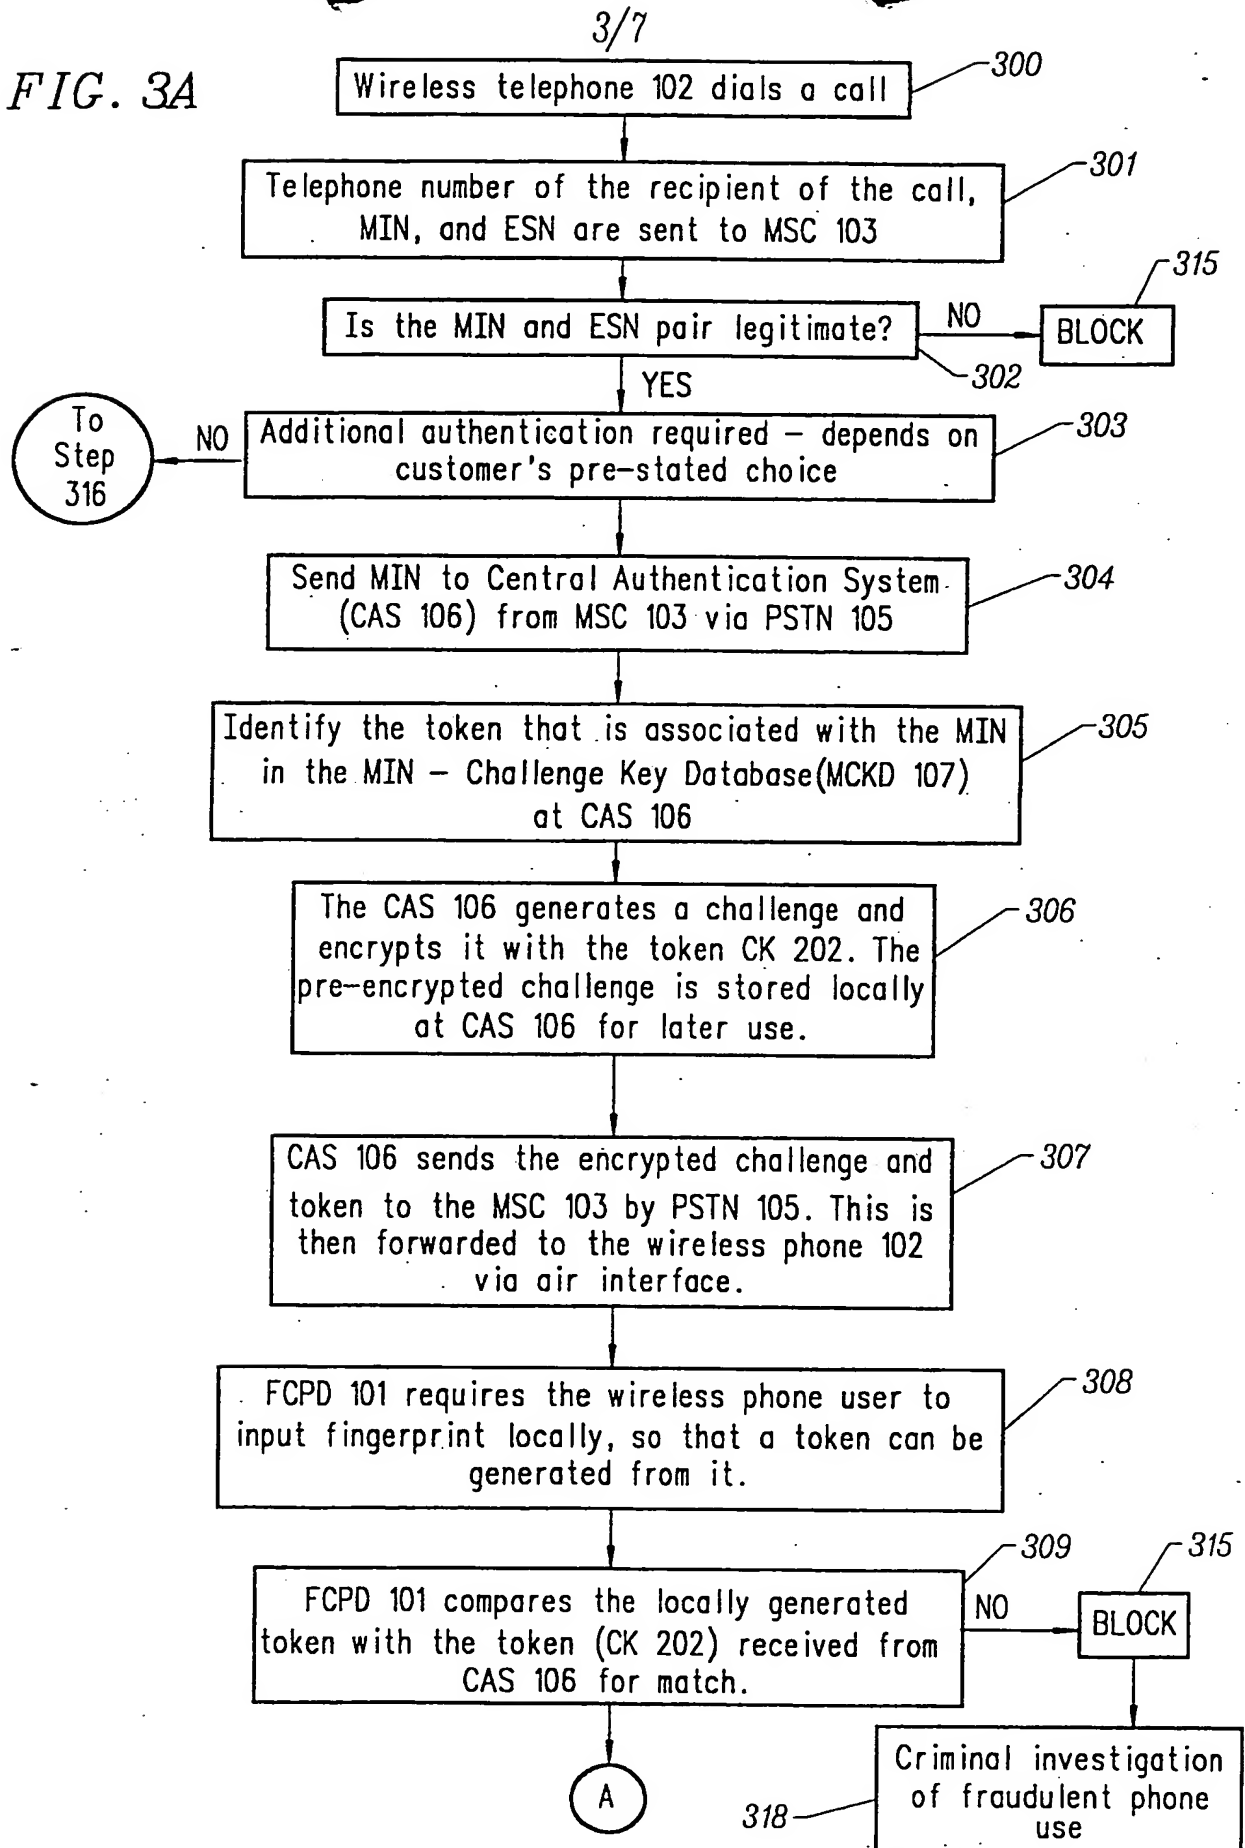 3/7
FIG. 3A
Wireless telephone 102 dials a call
300
Telephone number of the recipient of the call,
MIN, and ESN are sent to MSC 103
301
Is the MIN and ESN pair legitimate?
302
NO
BLOCK
315
YES
Additional authentication required – depends on
customer's pre-stated choice
303
NO
To
Step
316
Send MIN to Central Authentication System
(CAS 106) from MSC 103 via PSTN 105
304
Identify the token that is associated with the MIN
in the MIN – Challenge Key Database(MCKD 107)
at CAS 106
305
The CAS 106 generates a challenge and
encrypts it with the token CK 202. The
pre-encrypted challenge is stored locally
at CAS 106 for later use.
306
CAS 106 sends the encrypted challenge and
token to the MSC 103 by PSTN 105. This is
then forwarded to the wireless phone 102
via air interface.
307
FCPD 101 requires the wireless phone user to
input fingerprint locally, so that a token can be
generated from it.
308
FCPD 101 compares the locally generated
token with the token (CK 202) received from
CAS 106 for match.
309
NO
BLOCK
315
A
Criminal investigation
of fraudulent phone
use
318